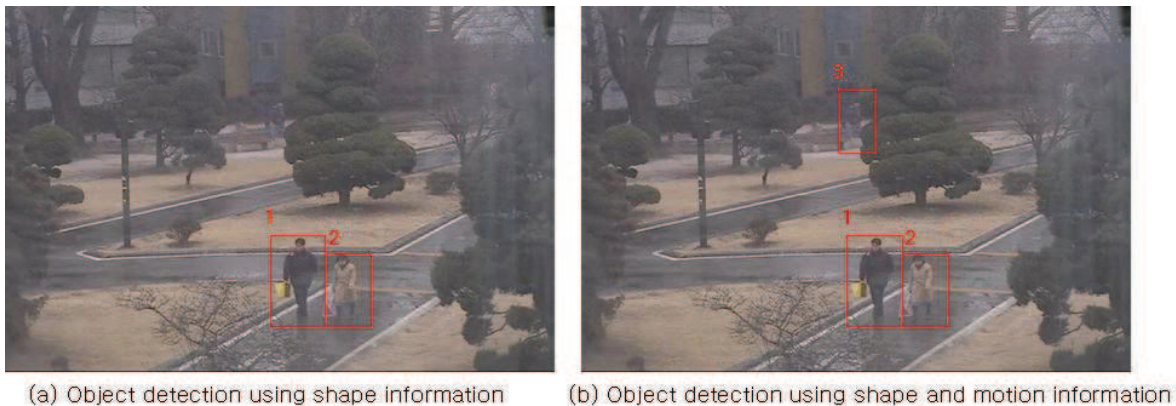 1
2
3
1
2
(a) Object detection using shape information
(b) Object detection using shape and motion information